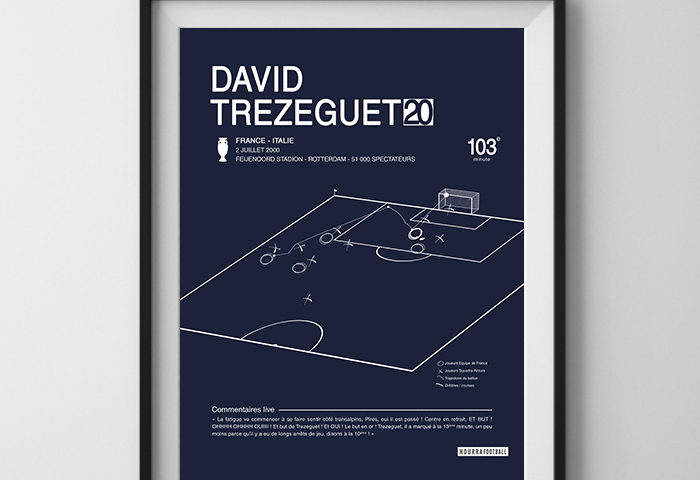 DAVID
TREZEGUET 20
FRANCE - ITALIE
2 JUILLET 2000
FEIJENOORD STADION - ROTTERDAM - 51 000 SPECTATEURS
103e
minute
Joueurs Equipe de France
Joueurs Squadra Azzura
Trajectoire du ballon
Dribbles / courses
Commentaires live
« La fatigue va commencer à se faire sentir côté transalpins, Pires, oui il est passé ! Centre en retrait, ET BUT !
OHHHH OHHHH OUIIII ! Et but de Trezeguet ! Et OUI ! Le but en or ! Trezeguet, il a marqué à la 13ème minute, un peu
moins parce qu'il y a eu de longs arrêts de jeu, disons à la 10ème ! »
HOURRAFOOTBALL